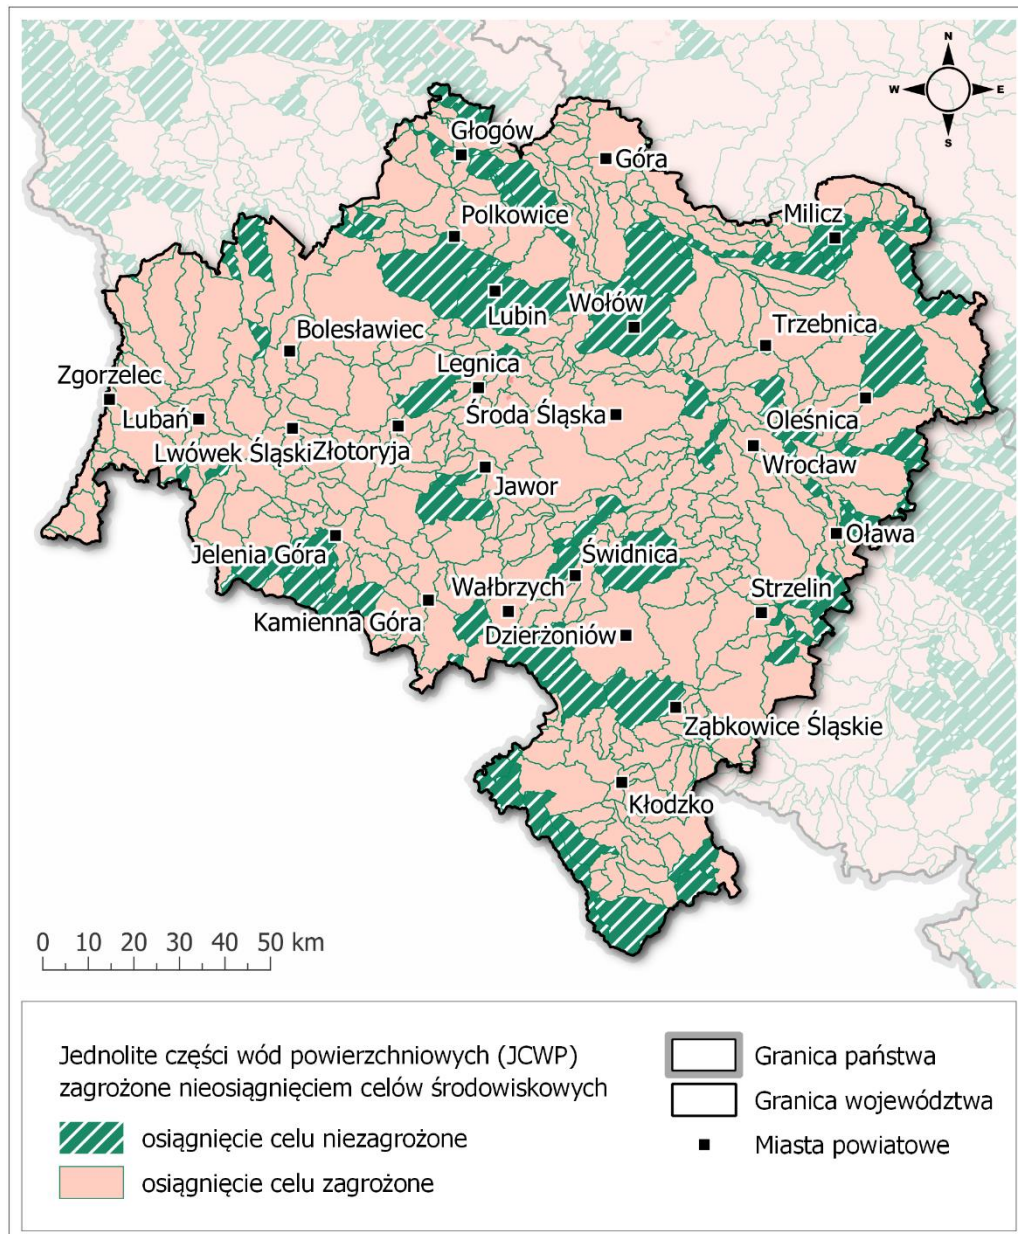 N
W E
S
Głogów
Góra
Polkowice
Milicz
Lubin
Wołów
Bolesławiec
Trzebnica
Zgorzelec
Legnica
Lubań
Środa Śląska
Oleśnica
Lwówek Śląski
Złotoryja
Wrocław
Jawor
Oława
Jelenia Góra
Świdnica
Wałbrzych
Strzelin
Kamienna Góra
Dzierżoniów
Ząbkowice Śląskie
Kłodzko
0 10 20 30 40 50 km
Jednolite części wód powierzchniowych (JCWP)
zagrożone nieosiągnięciem celów środowiskowych
osiągnięcie celu niezagrożone
osiągnięcie celu zagrożone
Granica państwa
Granica województwa
Miasta powiatowe